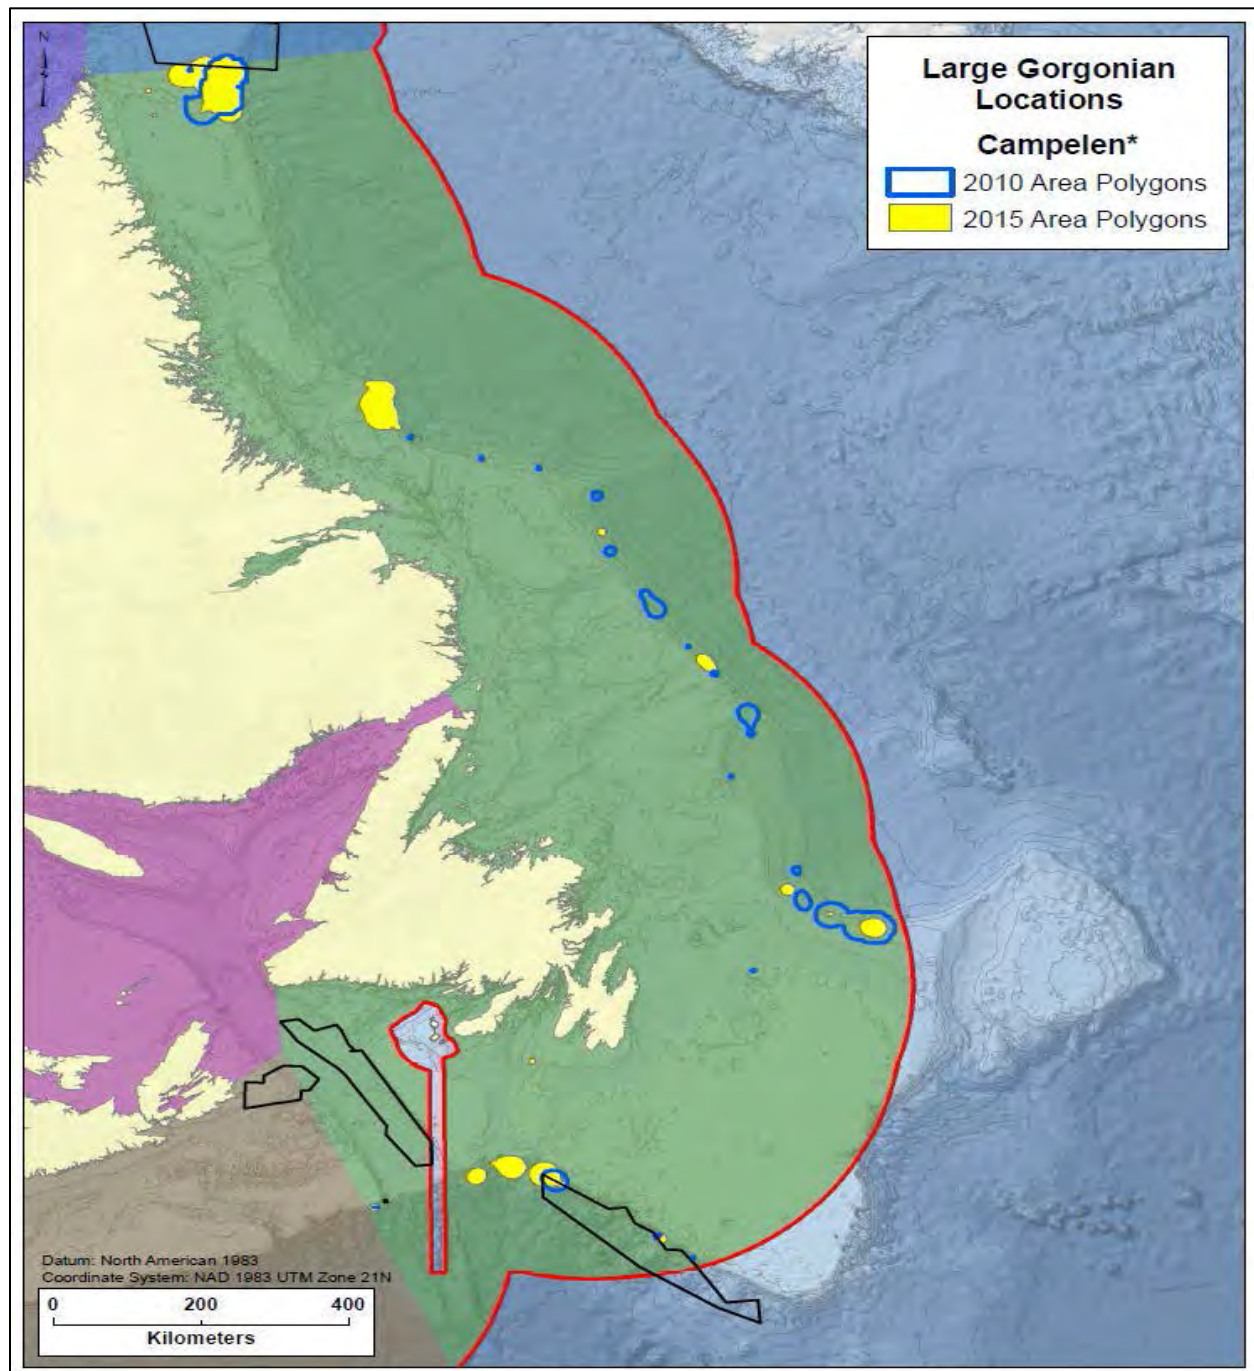 N
Large Gorgonian
Locations
Campelen*
2010 Area Polygons
2015 Area Polygons
Datum: North American 1983
Coordinate System: NAD 1983 UTM Zone 21N
0 200 400
Kilometers